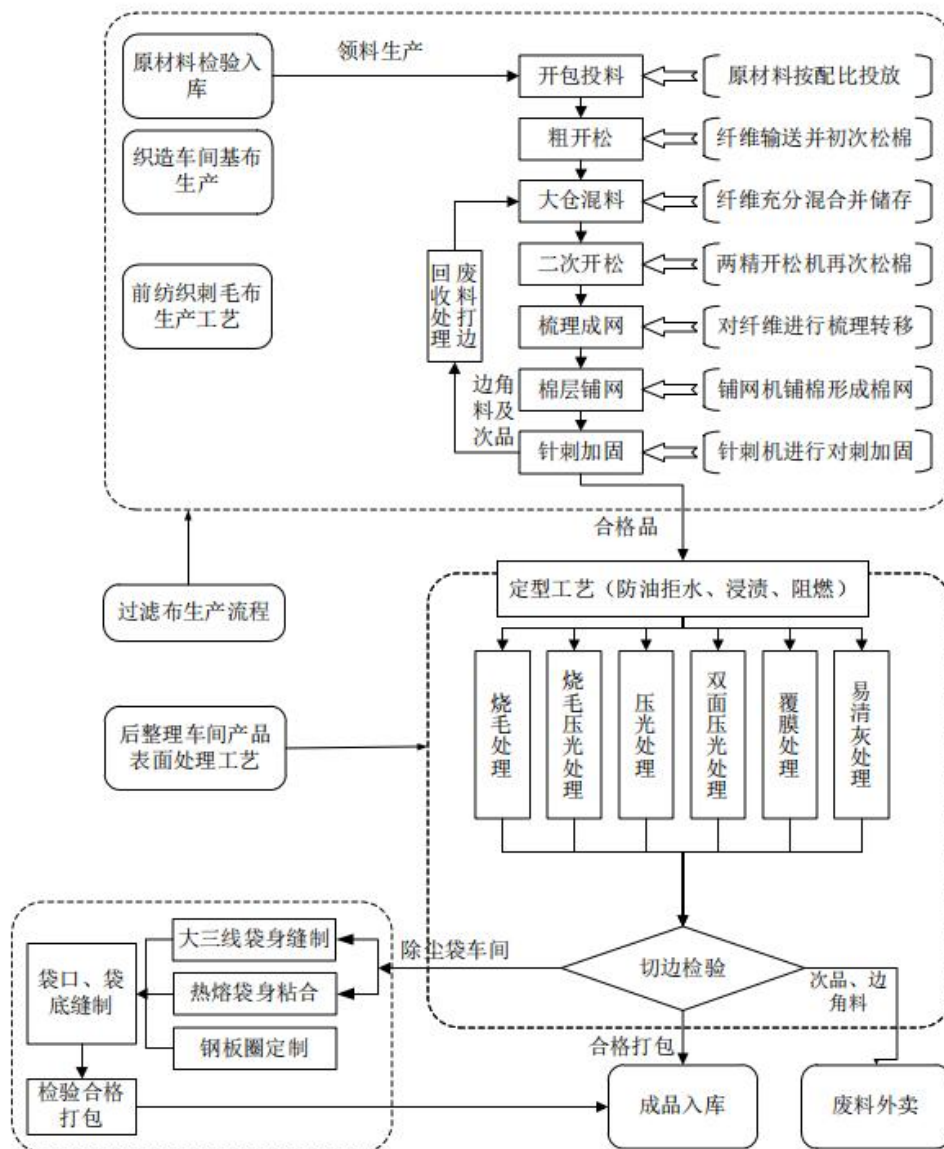 原材料检验入
库
领料生产
开包投料
原材料按配比投放
织造车间基布
生产
粗开松
纤维输送并初次松棉
大仓混料
纤维充分混合并储存
前纺织刺毛布
生产工艺
废料打边
回收处理
二次开松
两精开松机再次松棉
梳理成网
对纤维进行梳理转移
边角
料及
次品
棉层铺网
铺网机铺棉形成棉网
针刺加固
针刺机进行对刺加固
合格品
过滤布生产流程
定型工艺（防油拒水、浸渍、阻燃）
烧毛处理
烧毛压光处理
压光处理
双面压光处理
覆膜处理
易清灰处理
后整理车间产品
表面处理工艺
切边检验
除尘袋车间
次品、边
角料
合格打包
大三线袋身缝制
热熔袋身粘合
钢板圈定制
袋口、袋
底缝制
检验合格
打包
成品入库
废料外卖